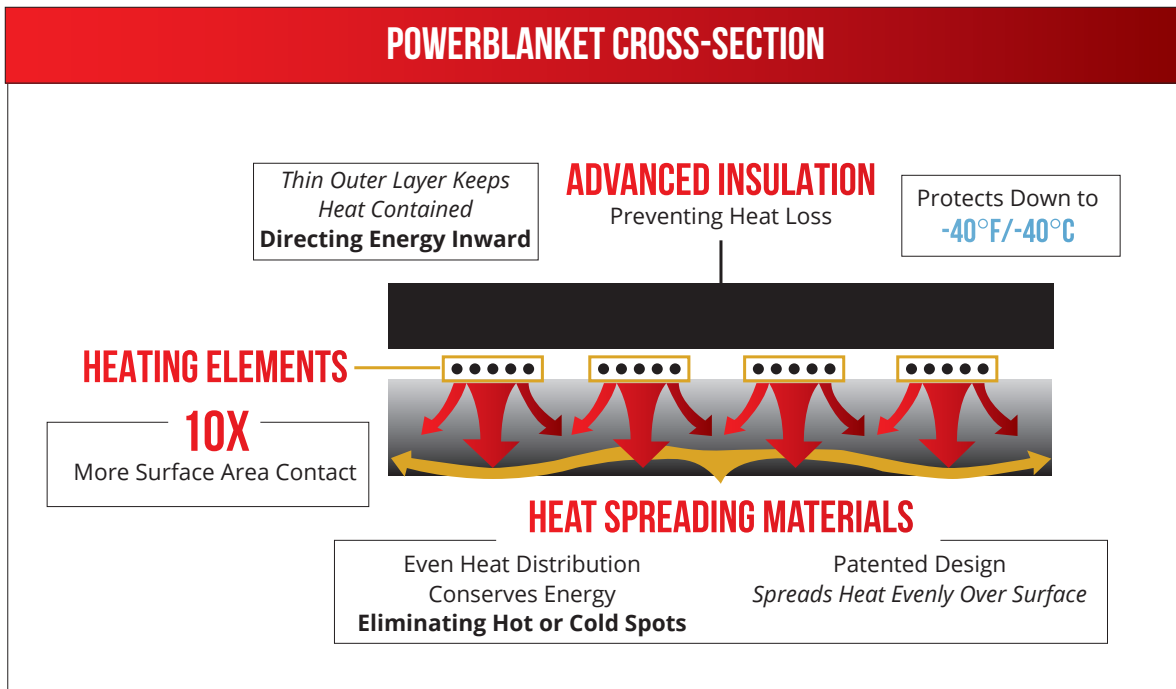 POWERBLANKET CROSS-SECTION
Thin Outer Layer Keeps
Heat Contained
Directing Energy Inward
ADVANCED INSULATION
Preventing Heat Loss
Protects Down to
-40°F/-40°C
HEATING ELEMENTS
10X
More Surface Area Contact
HEAT SPREADING MATERIALS
Even Heat Distribution
Conserves Energy
Eliminating Hot or Cold Spots
Patented Design
Spreads Heat Evenly Over Surface